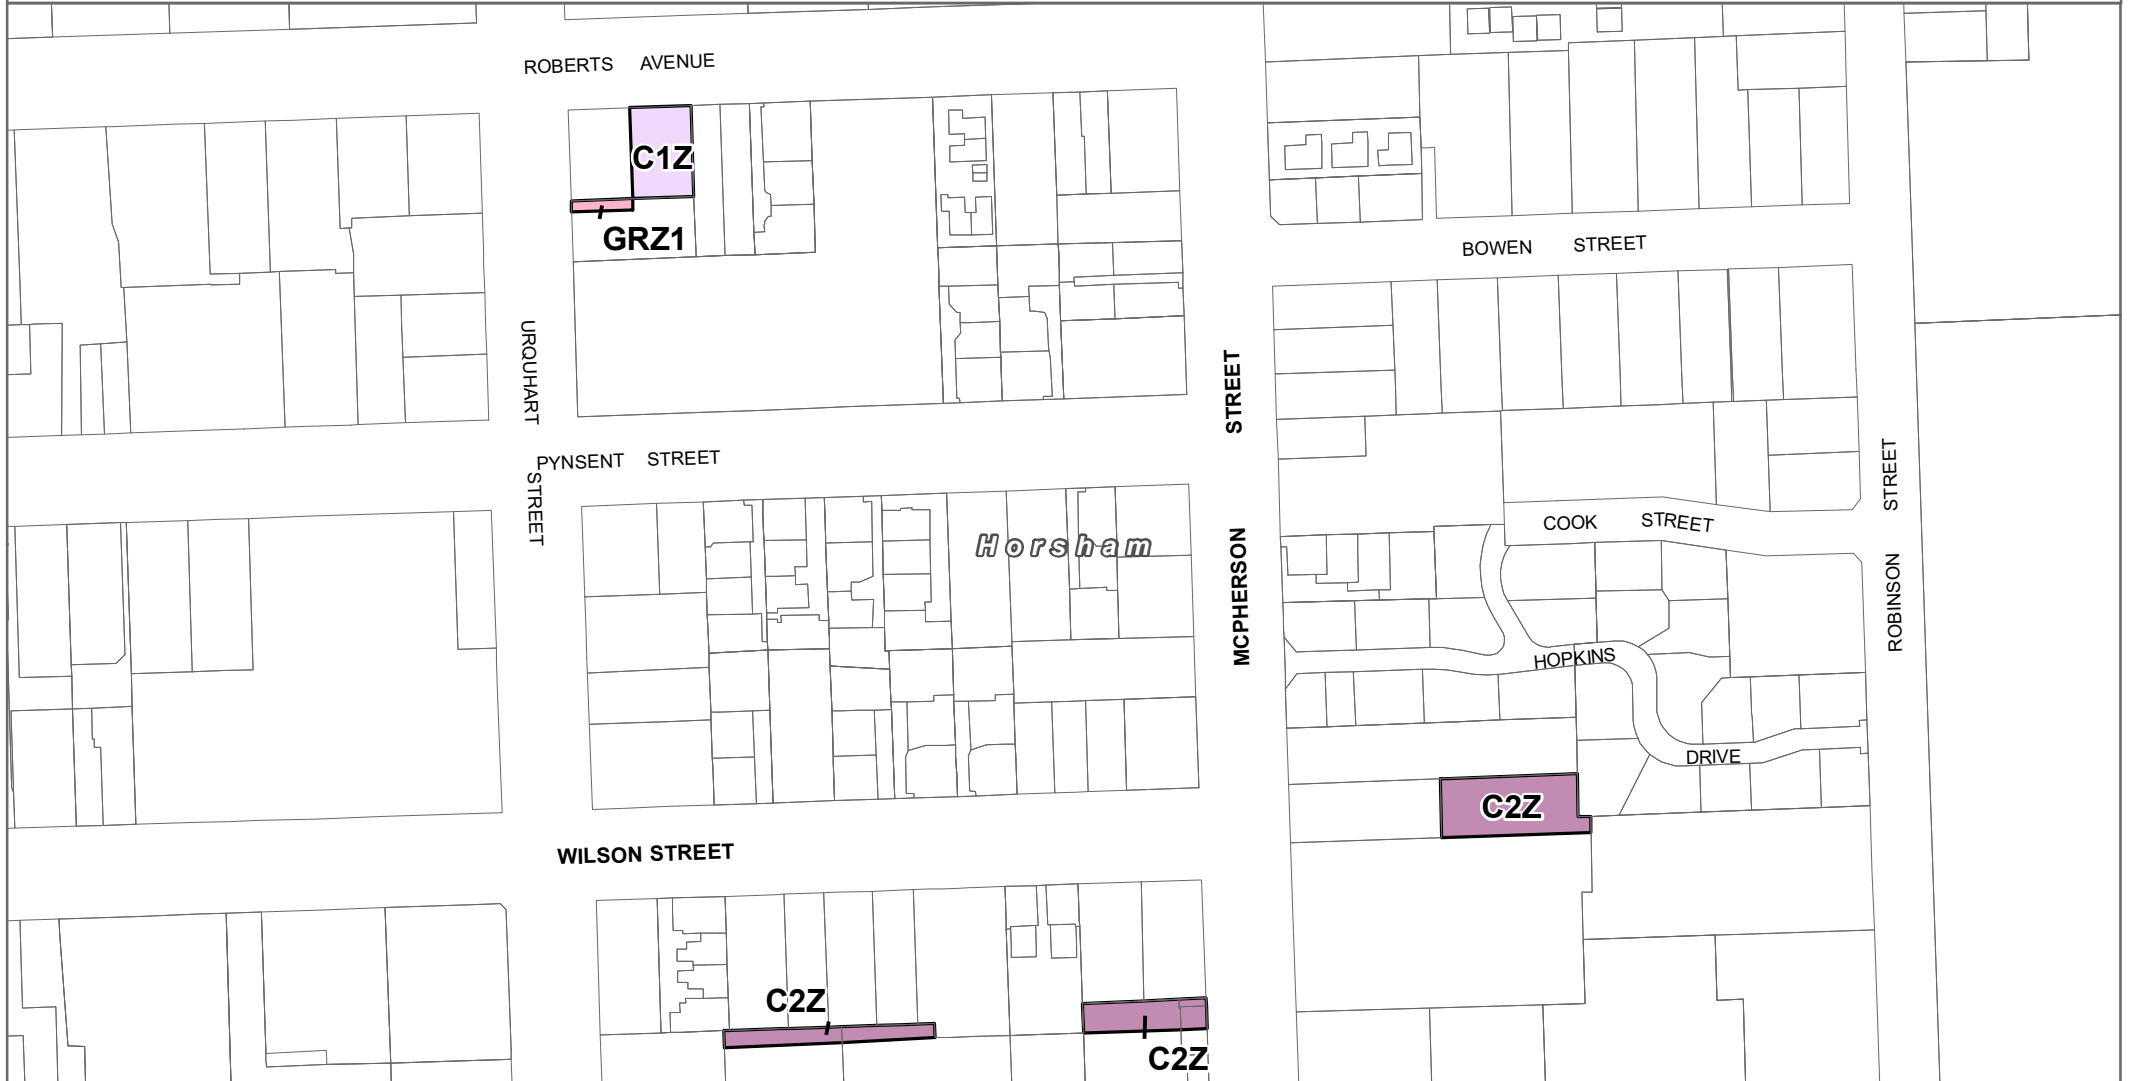 ROBERTS AVENUE
C1Z
GRZ1
BOWEN STREET
URQUHART STREET
MCPHERSON STREET
PYNSENT STREET
ROBINSON STREET
COOK STREET
Horsham
HOPKINS DRIVE
C2Z
WILSON STREET
C2Z
C2Z